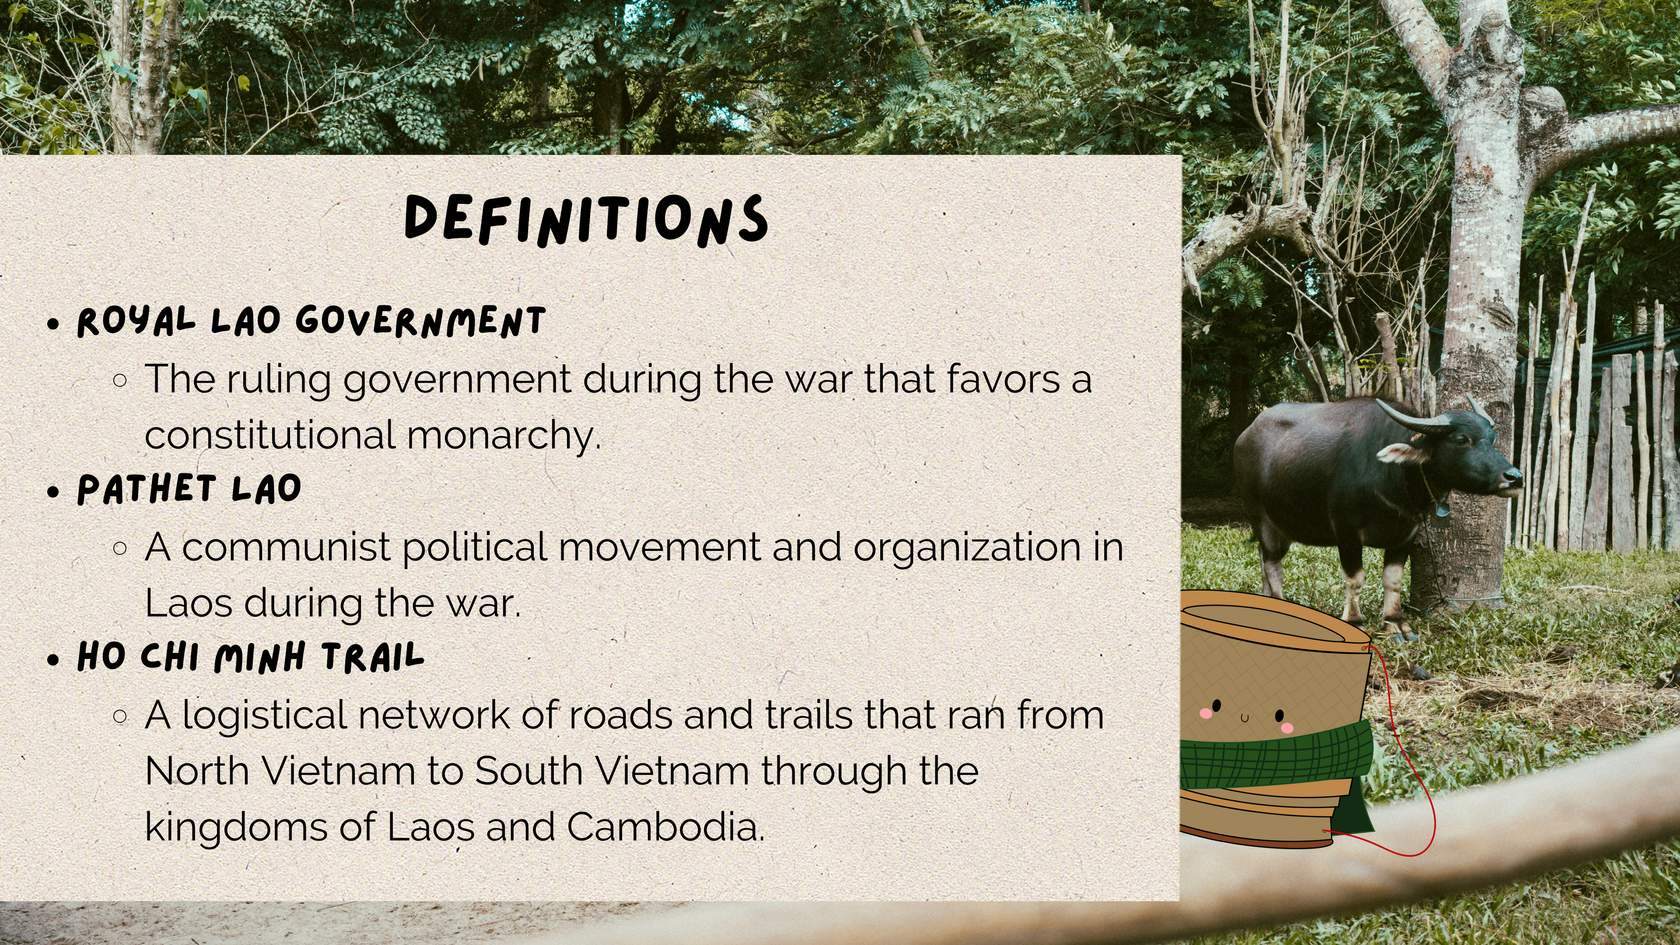 DEFINITIONS
• ROYAL LAO GOVERNMENT
◦ The ruling government during the war that favors a
constitutional monarchy.
• PATHET LAO
◦ A communist political movement and organization in
Laos during the war.
• HO CHI MINH TRAIL
◦ A logistical network of roads and trails that ran from
North Vietnam to South Vietnam through the
kingdoms of Laos and Cambodia.